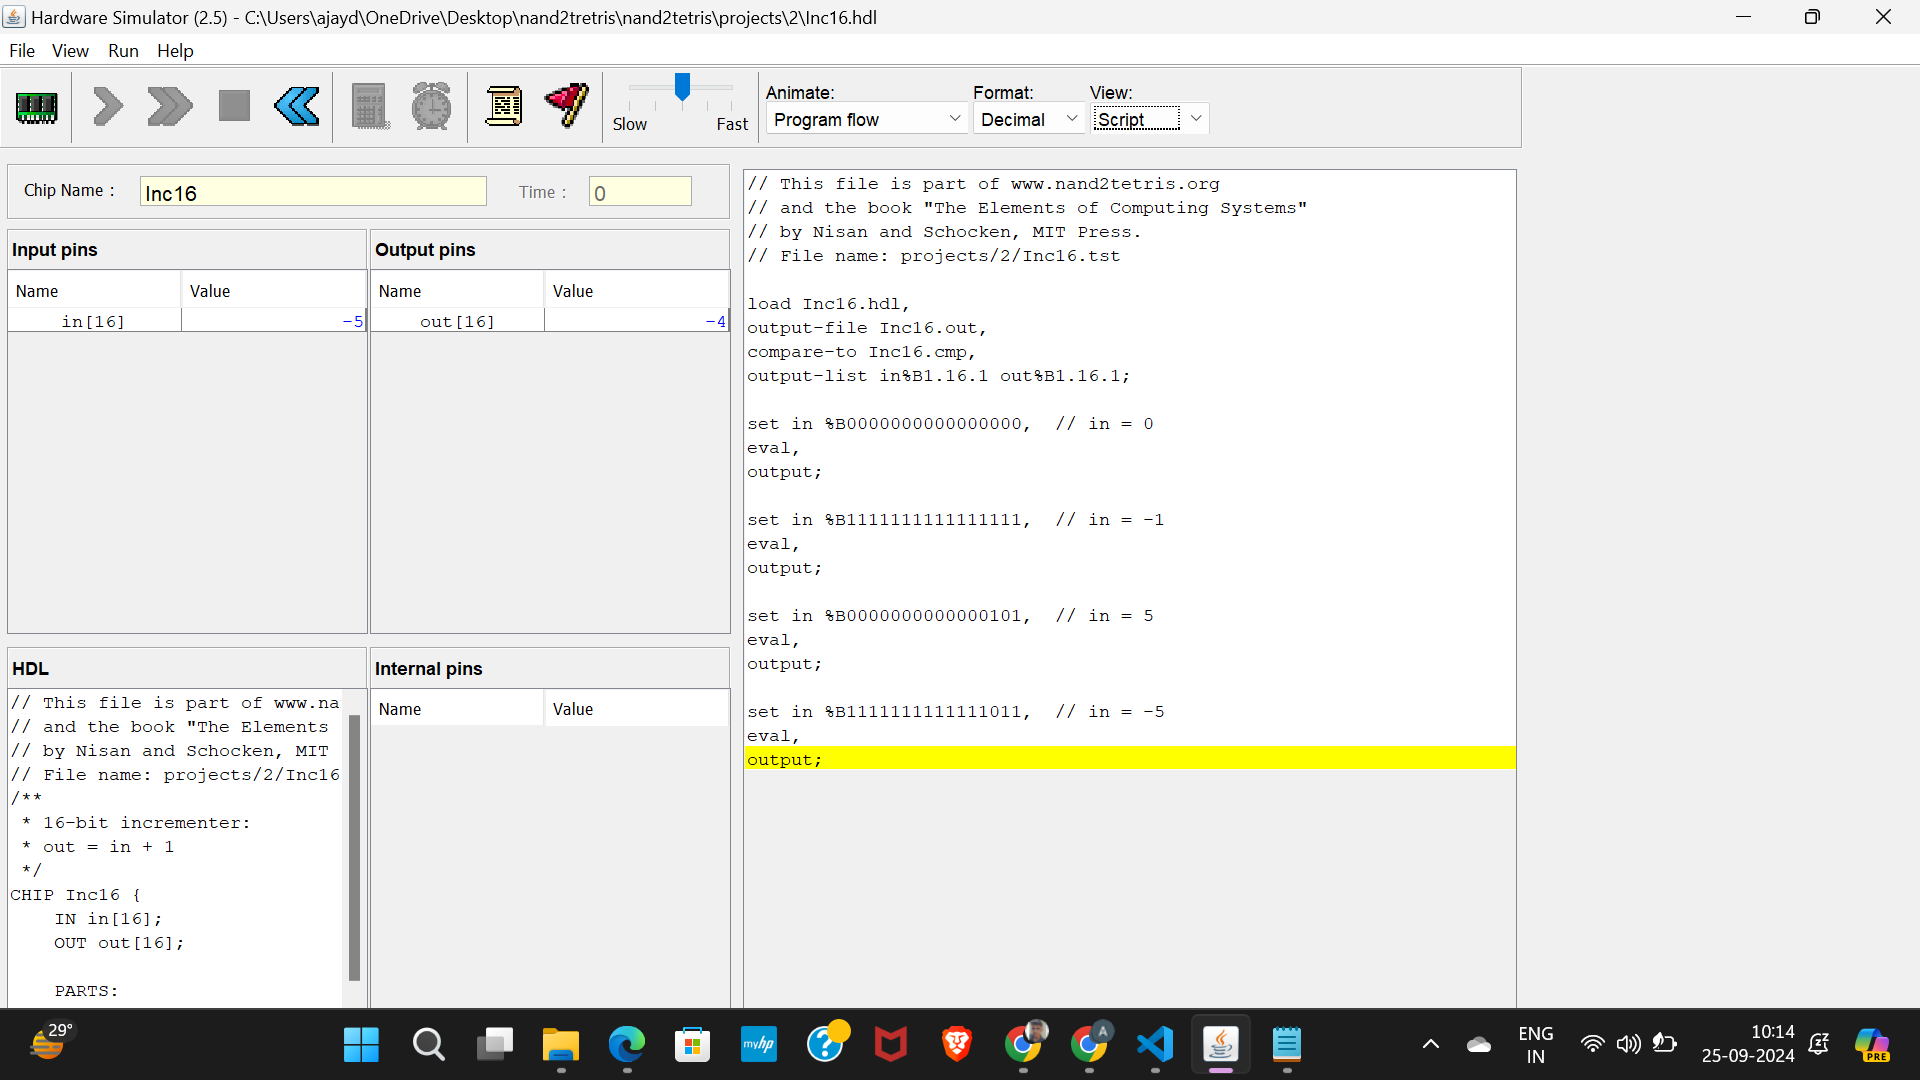 Hardware Simulator (2.5) - C:\Users\ajayd\OneDrive\Desktop\nand2tretris\nand2tetris\projects\2\Inc16.hdl
File View Run Help
Slow Fast
Animate: Format: View:
Program flow Decimal Script
Chip Name : Inc16 Time : 0
Input pins Output pins
Name Value Name Value
in[16] -5 out[16] -4
HDL Internal pins
Name Value
// This file is part of www.na
// and the book "The Elements
// by Nisan and Schocken, MIT
// File name: projects/2/Inc16
/**
* 16-bit incrementer:
* out = in + 1
*/
CHIP Inc16 {
IN in[16];
OUT out[16];
PARTS:
// This file is part of www.nand2tetris.org
// and the book "The Elements of Computing Systems"
// by Nisan and Schocken, MIT Press.
// File name: projects/2/Inc16.tst
load Inc16.hdl,
output-file Inc16.out,
compare-to Inc16.cmp,
output-list in%B1.16.1 out%B1.16.1;
set in %B0000000000000000, // in = 0
eval,
output;
set in %B1111111111111111, // in = -1
eval,
output;
set in %B0000000000000101, // in = 5
eval,
output;
set in %B1111111111111011, // in = -5
eval,
output;
29°
myhp
A
ENG
IN
10:14
25-09-2024
PRE